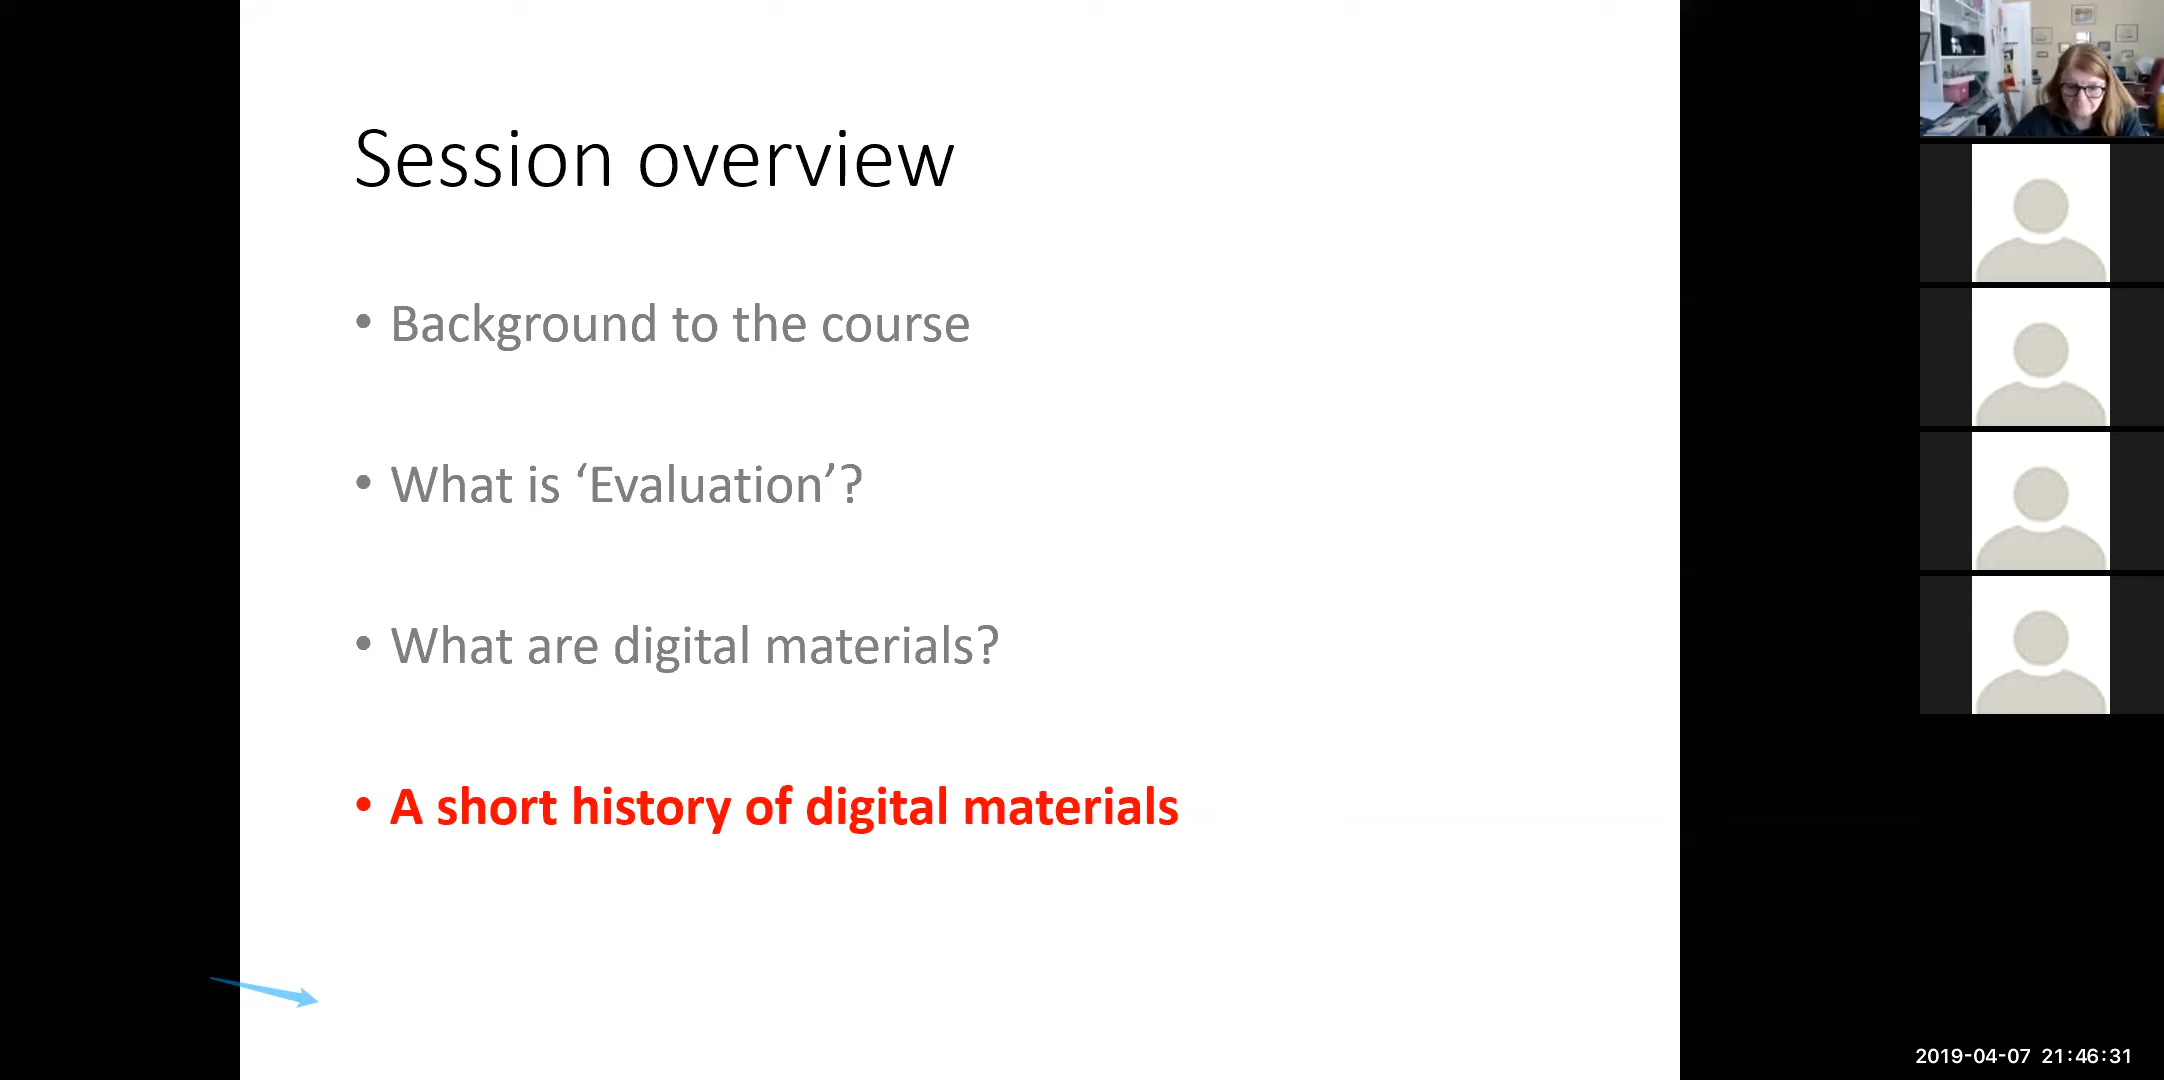 Session overview
• Background to the course
• What is ‘Evaluation’?
• What are digital materials?
• A short history of digital materials
2019-04-07 21:46:31